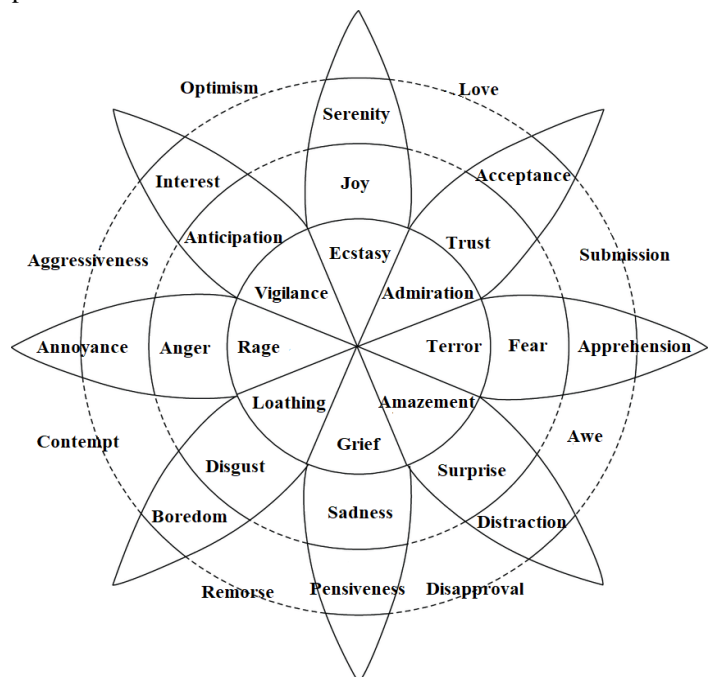 Optimism
Love
Serenity
Interest
Acceptance
Joy
Anticipation
Trust
Ecstasy
Aggressiveness
Submission
Vigilance
Admiration
Annoyance
Anger
Rage
Terror
Fear
Apprehension
Loathing
Amazement
Contempt
Awe
Grief
Disgust
Surprise
Boredom
Sadness
Distraction
Remorse
Pensiveness
Disapproval